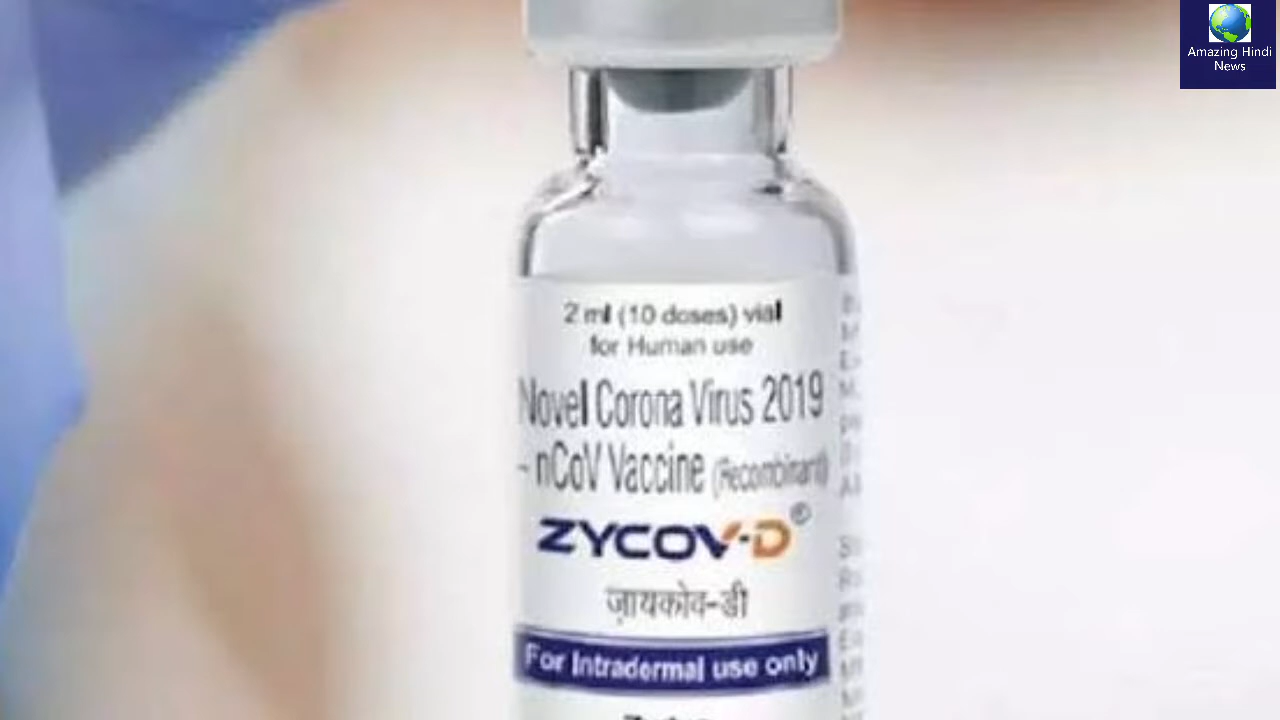 Amazing Hindi
News
2 ml (10 doses) vial
for Human use
Novel Corona Virus 2019
- nCoV Vaccine (Recombinant)
ZYCOV-D
ज़ायकोव-डी
For Intradermal use only